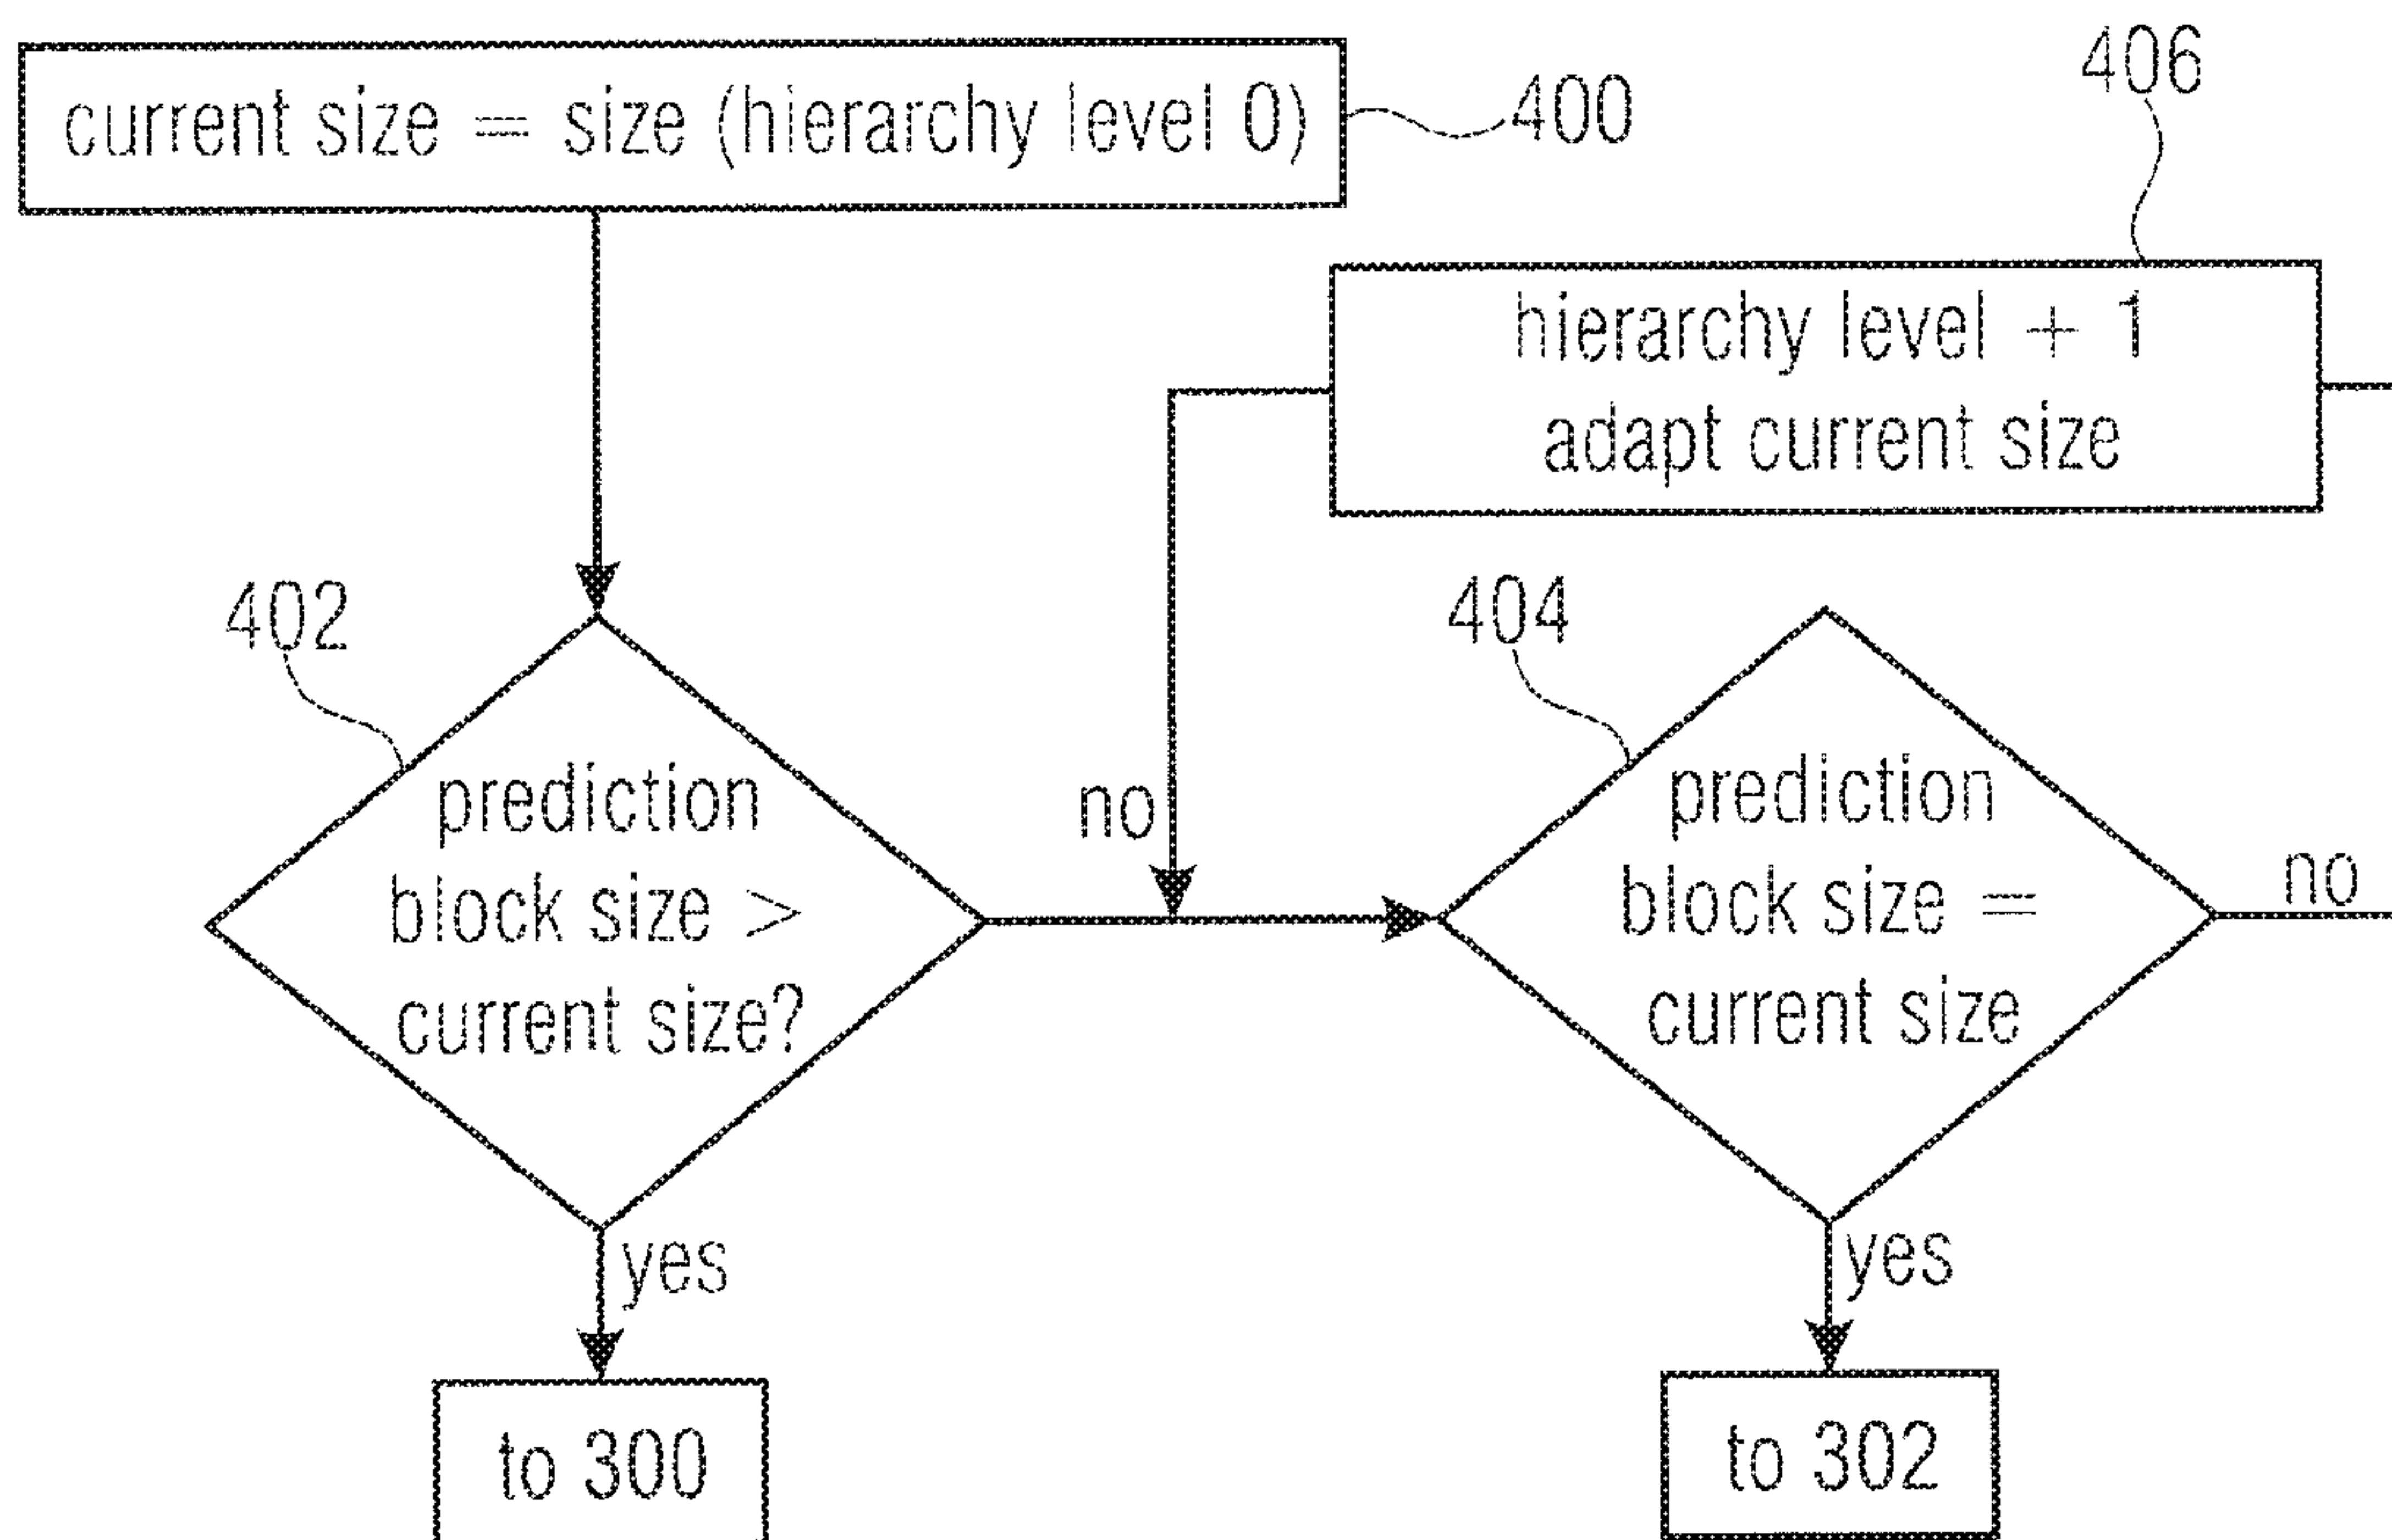 current size = size (hierarchy level 0)
400
406
hierarchy level + 1
adapt current size
402
prediction
block size >
current size?
no
404
prediction
block size =
current size
no
yes
yes
to 300
to 302